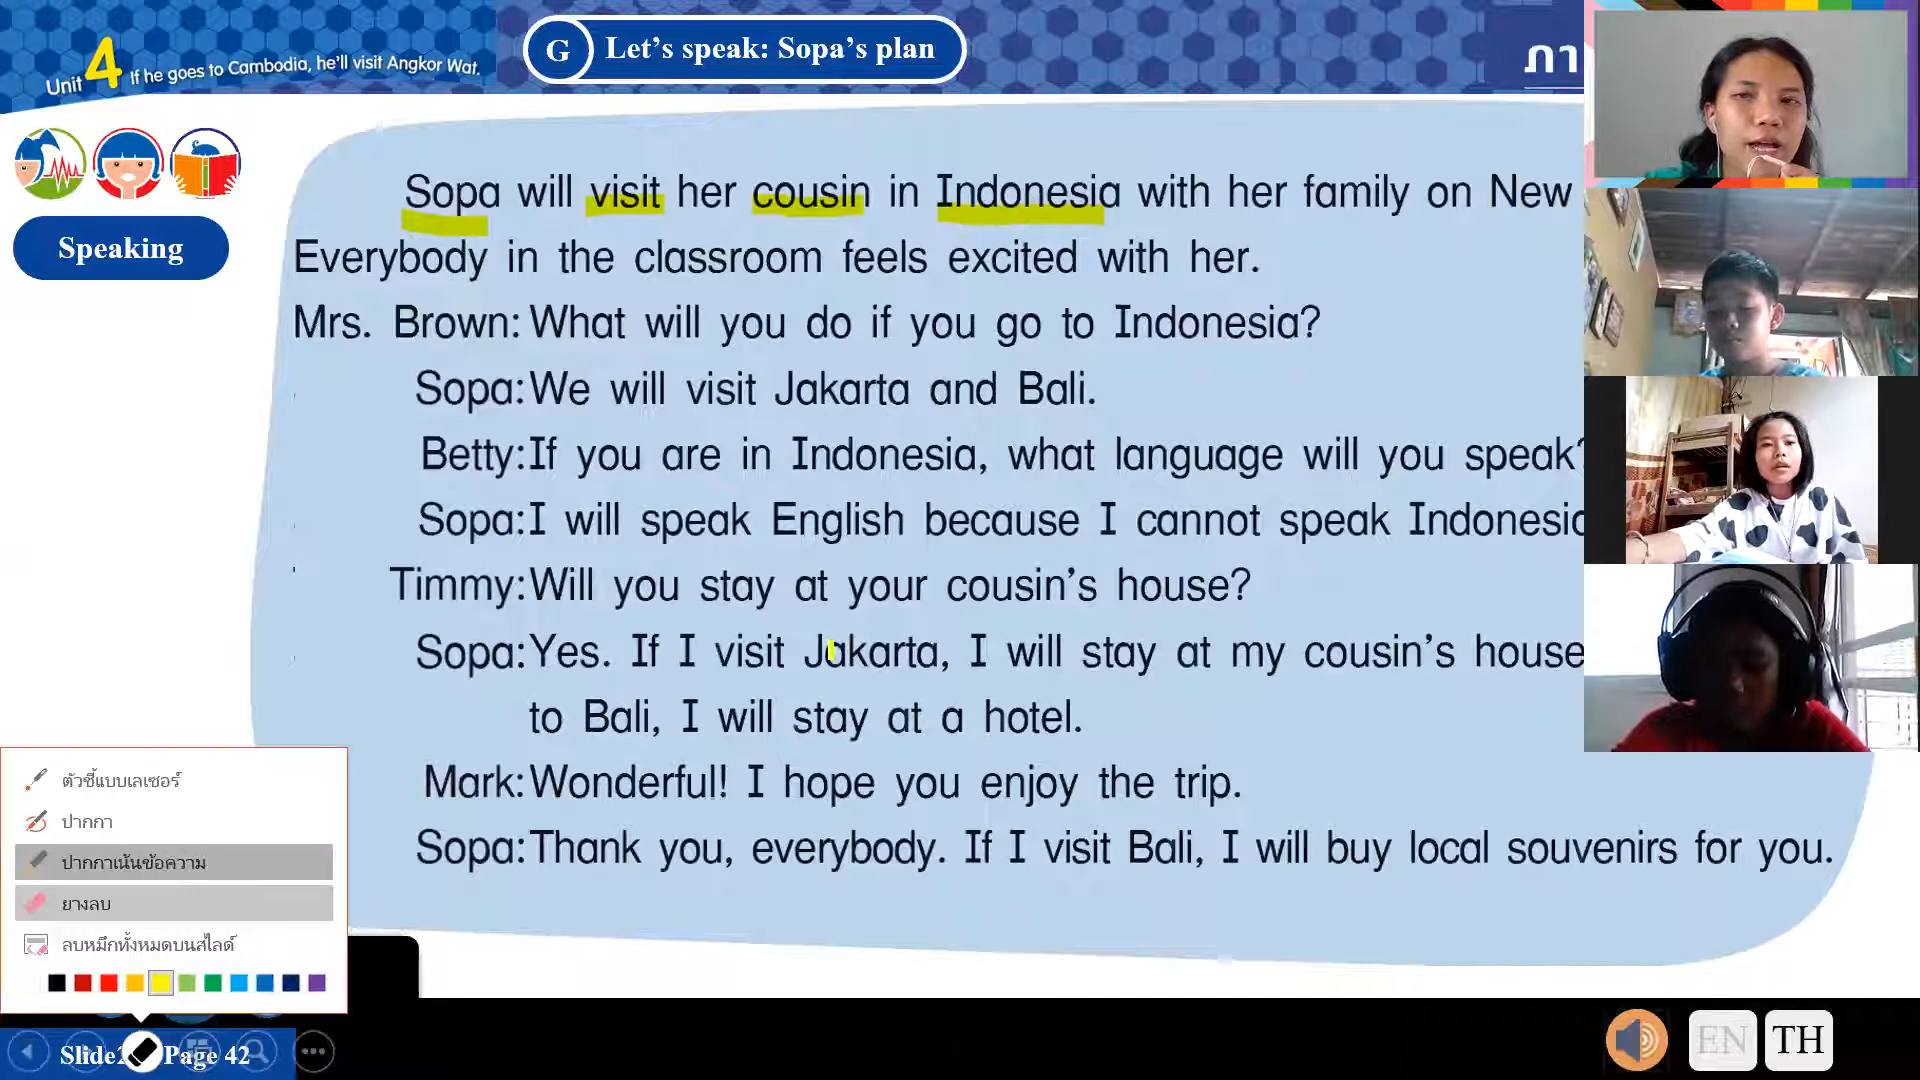 Unit 4 If he goes to Cambodia, he'll visit Angkor Wat.
G Let's speak: Sopa's plan
ภา
Speaking
Sopa will visit her cousin in Indonesia with her family on New
Everybody in the classroom feels excited with her.
Mrs. Brown: What will you do if you go to Indonesia?
Sopa: We will visit Jakarta and Bali.
Betty: If you are in Indonesia, what language will you speak?
Sopa: I will speak English because I cannot speak Indonesia
Timmy: Will you stay at your cousin's house?
Sopa: Yes. If I visit Jakarta, I will stay at my cousin's house
to Bali, I will stay at a hotel.
Mark: Wonderful! I hope you enjoy the trip.
Sopa: Thank you, everybody. If I visit Bali, I will buy local souvenirs for you.
ตัวชี้แบบเลเซอร์
ปากกา
ปากกาเน้นข้อความ
ยางลบ
ลบหมึกทั้งหมดบนสไลด์
Slide Page 42
EN TH